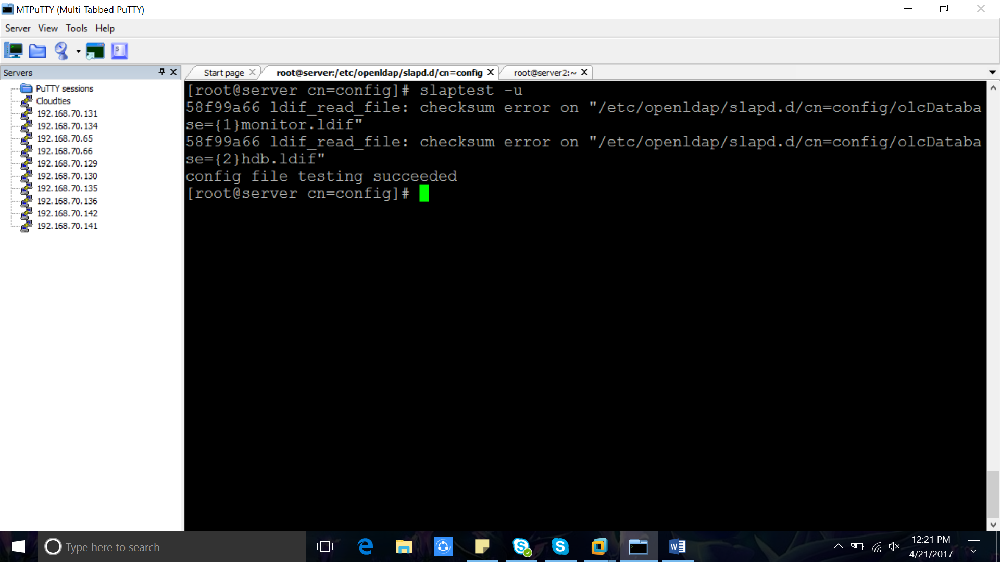 MTPuTTY (Multi-Tabbed PuTTY)
Server View Tools Help
Servers
Start page
root@server:/etc/openldap/slapd.d/cn=config
root@server2:~
PuTTY sessions
Cloudties
192.168.70.131
192.168.70.134
192.168.70.65
192.168.70.66
192.168.70.129
192.168.70.130
192.168.70.135
192.168.70.136
192.168.70.142
192.168.70.141
[root@server cn=config]# slaptest -u
58f99a66 ldif_read_file: checksum error on "/etc/openldap/slapd.d/cn=config/olcDataba
se={1}monitor.ldif"
58f99a66 ldif_read_file: checksum error on "/etc/openldap/slapd.d/cn=config/olcDataba
se={2}hdb.ldif"
config file testing succeeded
[root@server cn=config]#
Type here to search
12:21 PM
4/21/2017